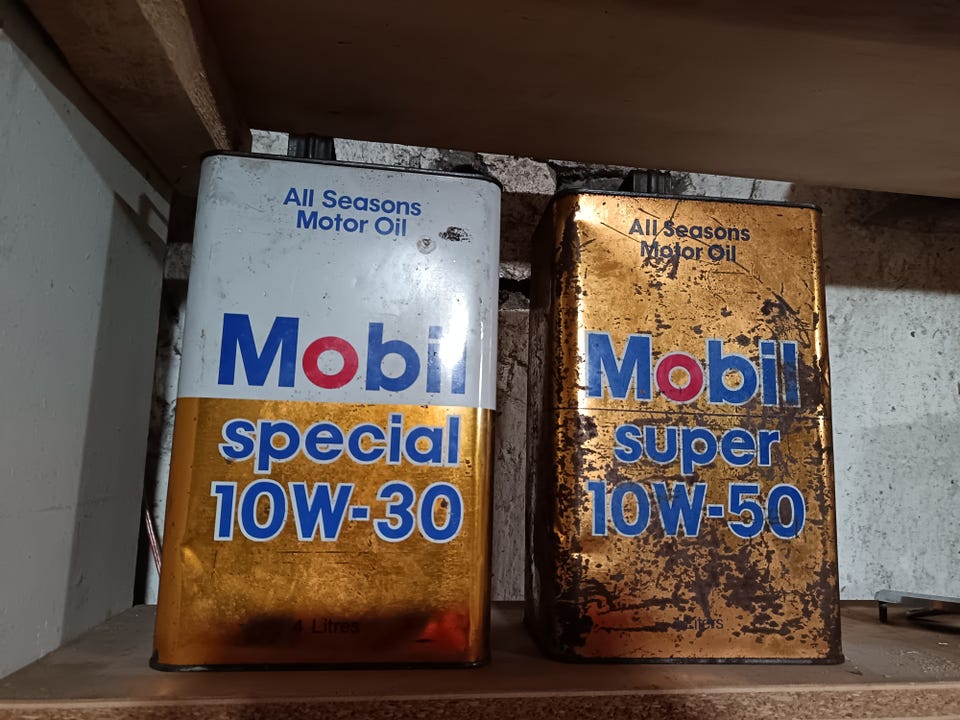 All Seasons
Motor Oil
Mobil
special
10W-30
4 Litres
All Seasons
Motor Oil
Mobil
super
10W-50